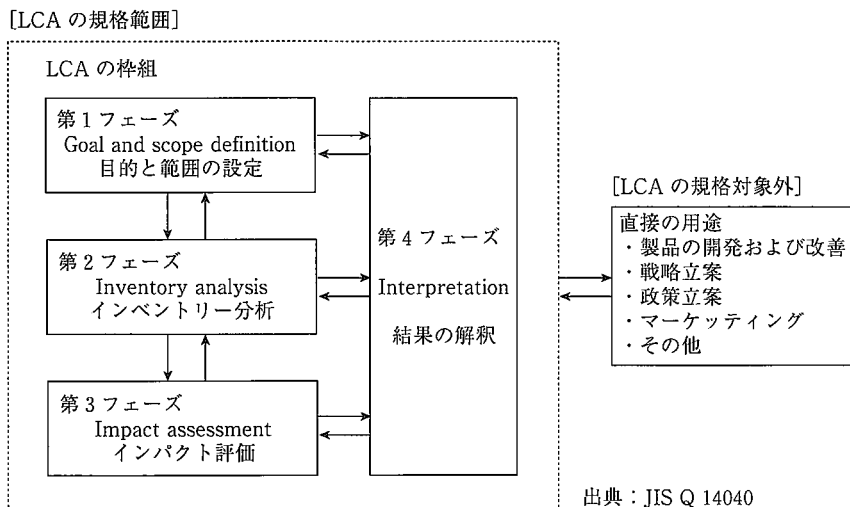 [LCA の規格範囲]
LCA の枠組
第1フェーズ
Goal and scope definition
目的と範囲の設定
第2フェーズ
Inventory analysis
インベントリー分析
第3フェーズ
Impact assessment
インパクト評価
第4フェーズ
Interpretation
結果の解釈
[LCA の規格対象外]
直接の用途
・製品の開発および改善
・戦略立案
・政策立案
・マーケッティング
・その他
出典：JIS Q 14040